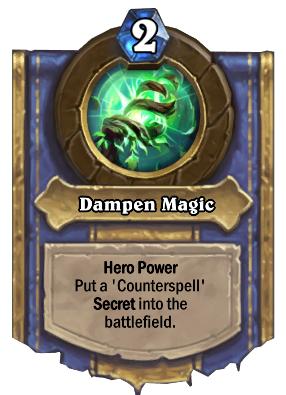 2
Dampen Magic
Hero Power
Put a 'Counterspell'
Secret into the
battlefield.